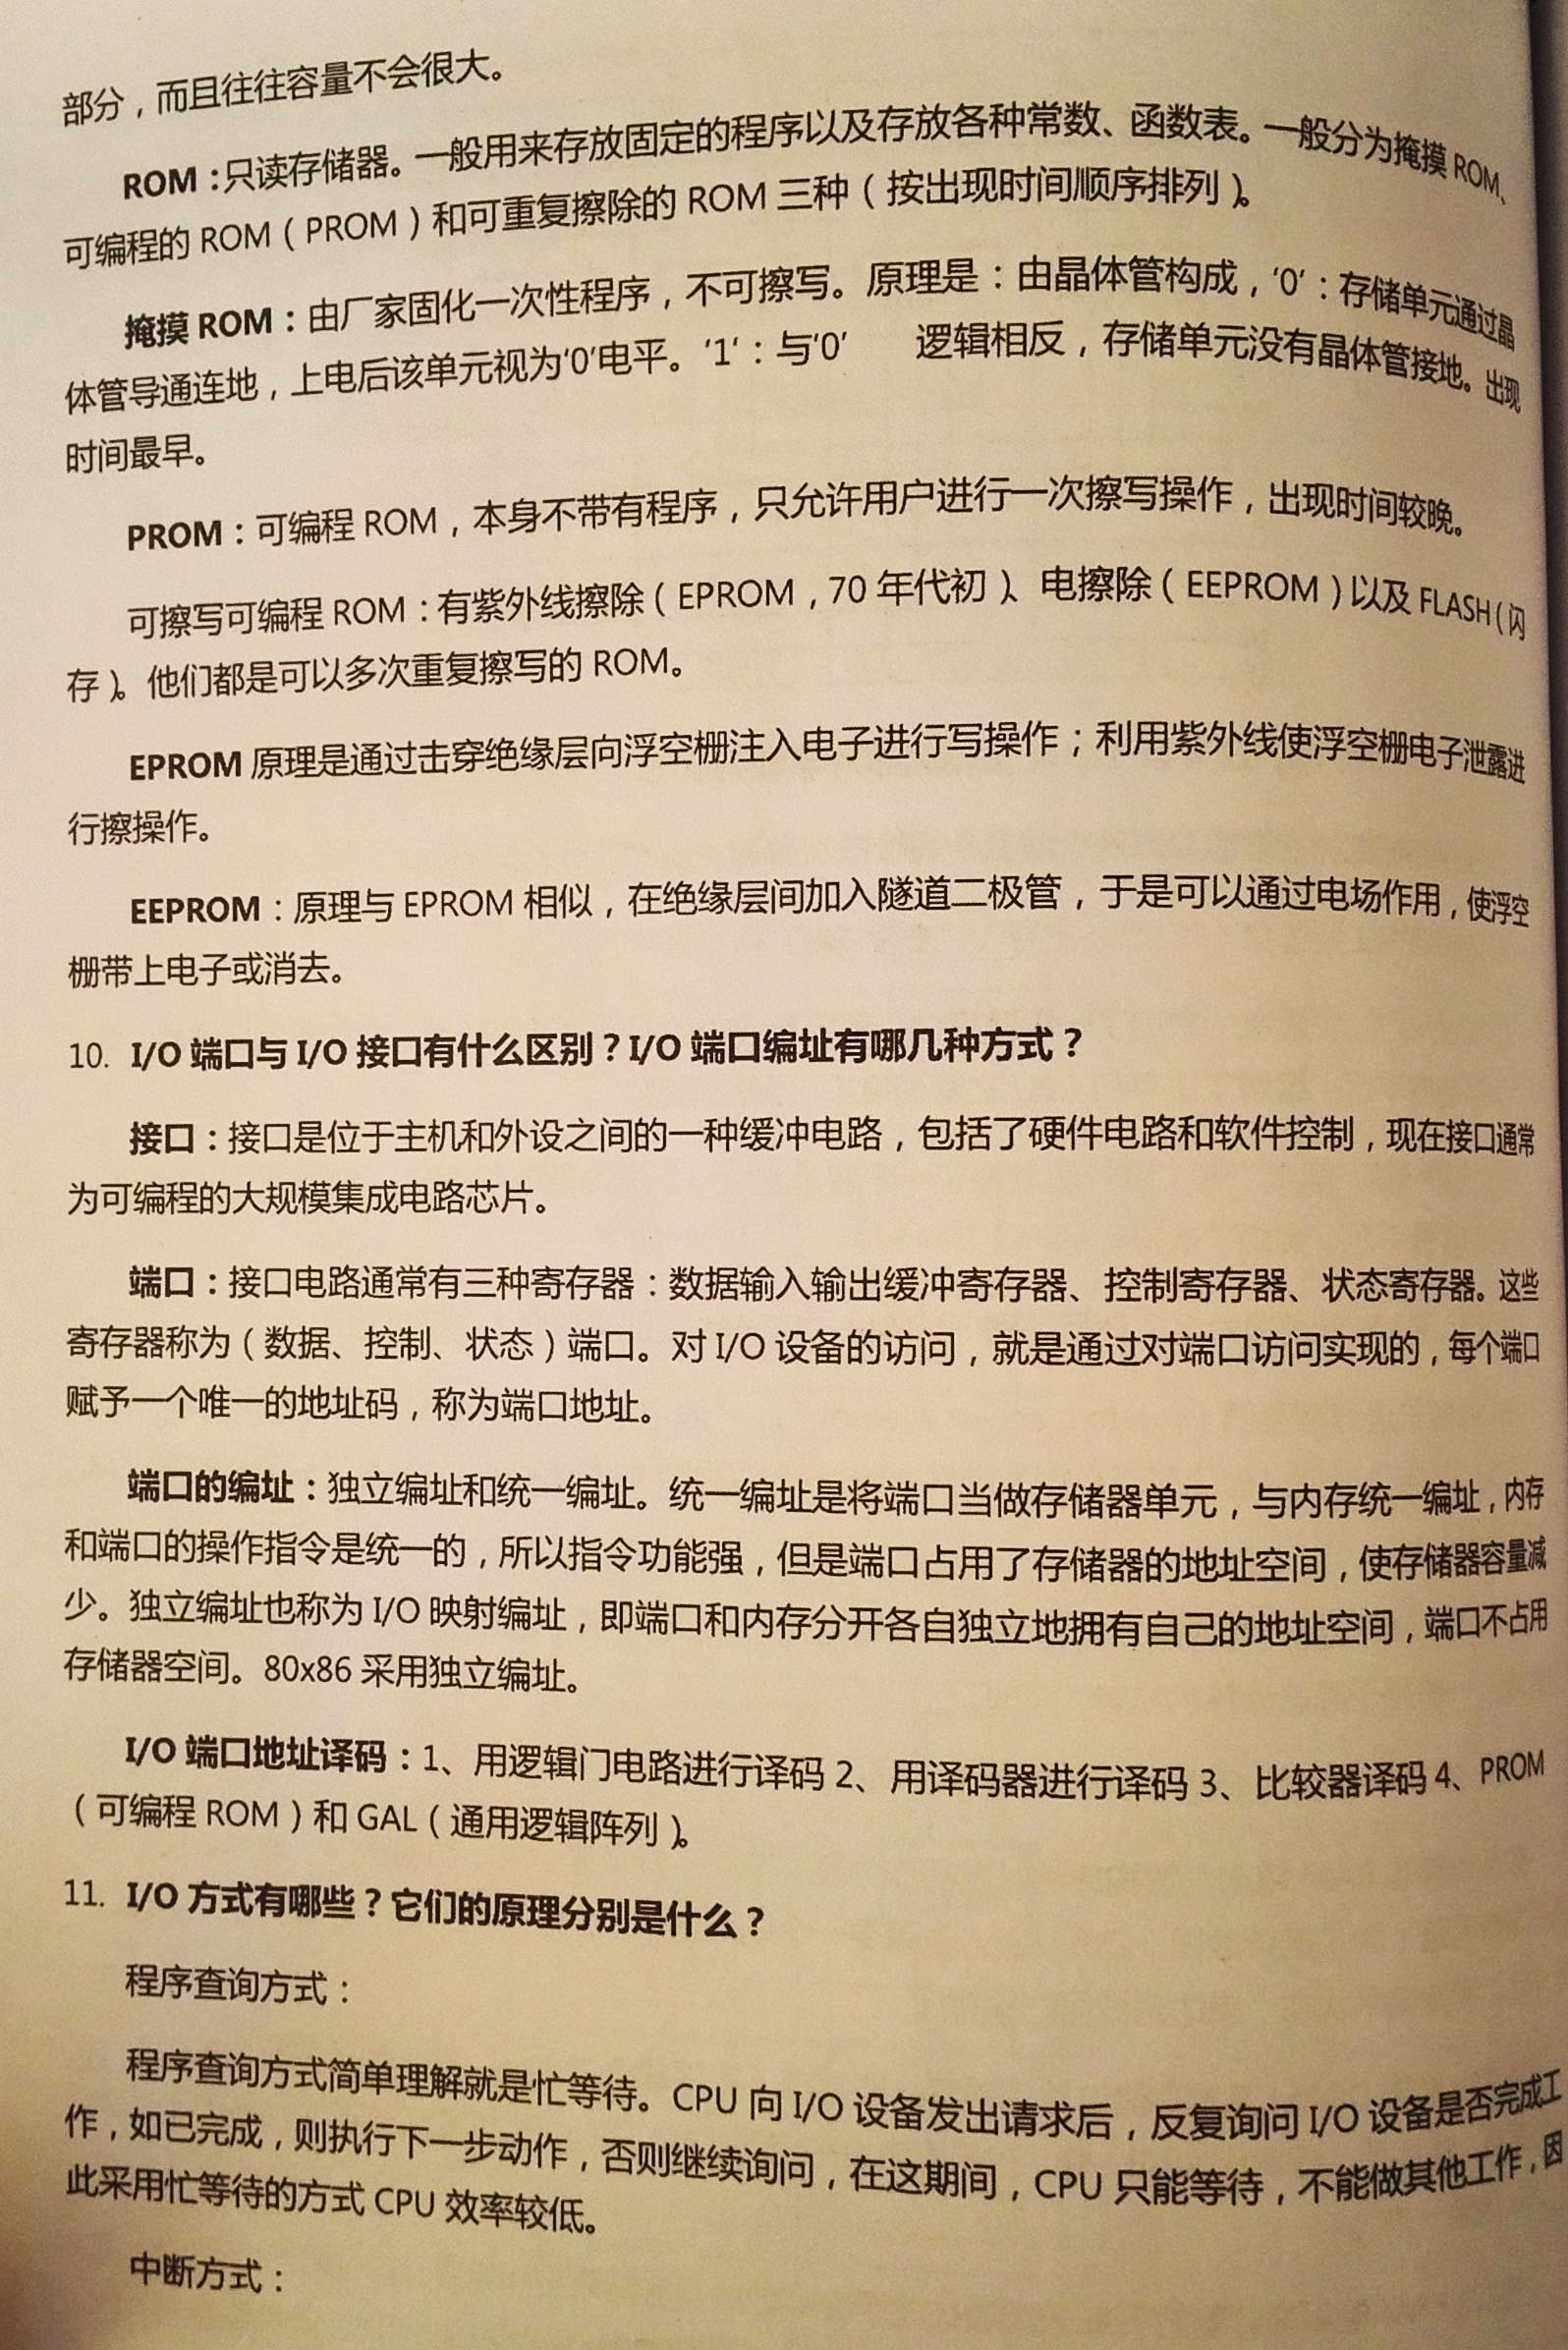 部分，而且往往容量不会很大。
ROM：只读存储器。一般用来存放固定的程序以及存放各种常数、函数表。一般分为掩摸 ROM、
可编程的 ROM（PROM）和可重复擦除的 ROM 三种（按出现时间顺序排列）。
掩摸 ROM：由厂家固化一次性程序，不可擦写。原理是：由晶体管构成，'0'：存储单元通过晶
体管导通连地，上电后该单元视为'0'电平。'1'：与'0' 逻辑相反，存储单元没有晶体管接地。出现
时间最早。
PROM：可编程 ROM，本身不带有程序，只允许用户进行一次擦写操作，出现时间较晚。
可擦写可编程 ROM：有紫外线擦除（EPROM，70 年代初）、电擦除（EEPROM）以及 FLASH（闪
存）。他们都是可以多次重复擦写的 ROM。
EPROM 原理是通过击穿绝缘层向浮空栅注入电子进行写操作；利用紫外线使浮空栅电子泄露进
行擦操作。
EEPROM：原理与 EPROM 相似，在绝缘层间加入隧道二极管，于是可以通过电场作用，使浮空
栅带上电子或消去。
10. I/O 端口与 I/O 接口有什么区别？I/O 端口编址有哪几种方式？
接口：接口是位于主机和外设之间的一种缓冲电路，包括了硬件电路和软件控制，现在接口通常
为可编程的大规模集成电路芯片。
端口：接口电路通常有三种寄存器：数据输入输出缓冲寄存器、控制寄存器、状态寄存器。这些
寄存器称为（数据、控制、状态）端口。对 I/O 设备的访问，就是通过对端口访问实现的，每个端口
赋予一个唯一的地址码，称为端口地址。
端口的编址：独立编址和统一编址。统一编址是将端口当做存储器单元，与内存统一编址，内存
和端口的操作指令是统一的，所以指令功能强，但是端口占用了存储器的地址空间，使存储器容量减
少。独立编址也称为 I/O 映射编址，即端口和内存分开各自独立地拥有自己的地址空间，端口不占用
存储器空间。80x86 采用独立编址。
I/O 端口地址译码：1、用逻辑门电路进行译码 2、用译码器进行译码 3、比较器译码 4、PROM
（可编程 ROM）和 GAL（通用逻辑阵列）。
11. I/O 方式有哪些？它们的原理分别是什么？
程序查询方式：
程序查询方式简单理解就是忙等待。CPU 向 I/O 设备发出请求后，反复询问 I/O 设备是否完成工
作，如已完成，则执行下一步动作，否则继续询问，在这期间，CPU 只能等待，不能做其他工作，因
此采用忙等待的方式 CPU 效率较低。
中断方式：